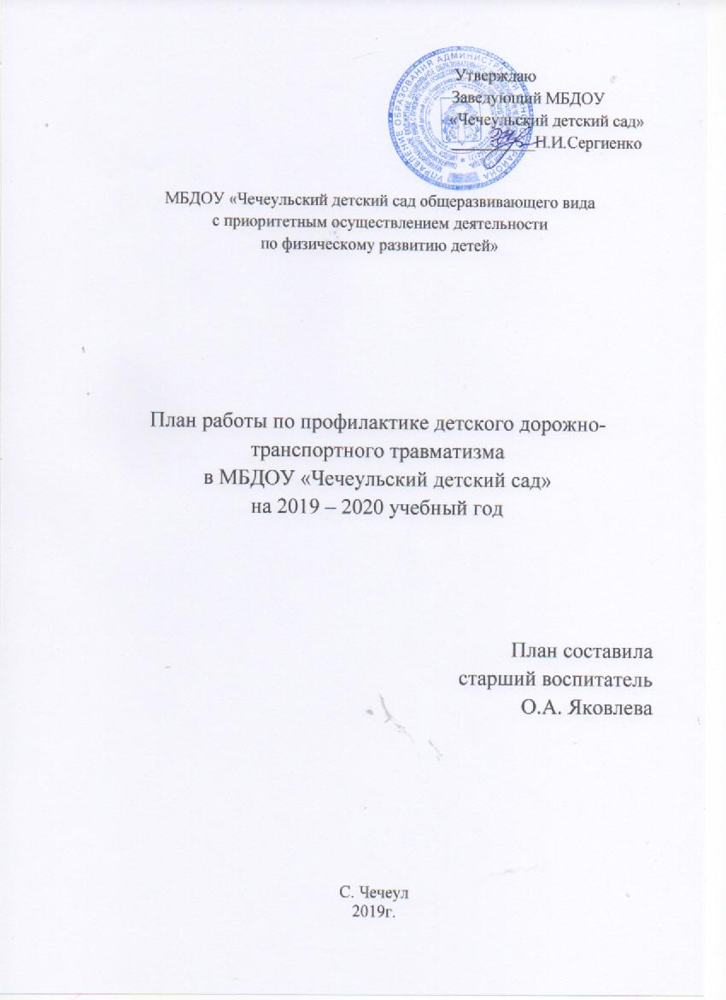 Утверждаю
Заведующий МБДОУ
«Чечеульский детский сад»
____________Н.И.Сергиенко
МБДОУ «Чечеульский детский сад общеразвивающего вида
с приоритетным осуществлением деятельности
по физическому развитию детей»
План работы по профилактике детского дорожно-
транспортного травматизма
в МБДОУ «Чечеульский детский сад»
на 2019 – 2020 учебный год
План составила
старший воспитатель
О.А. Яковлева
С. Чечеул
2019г.